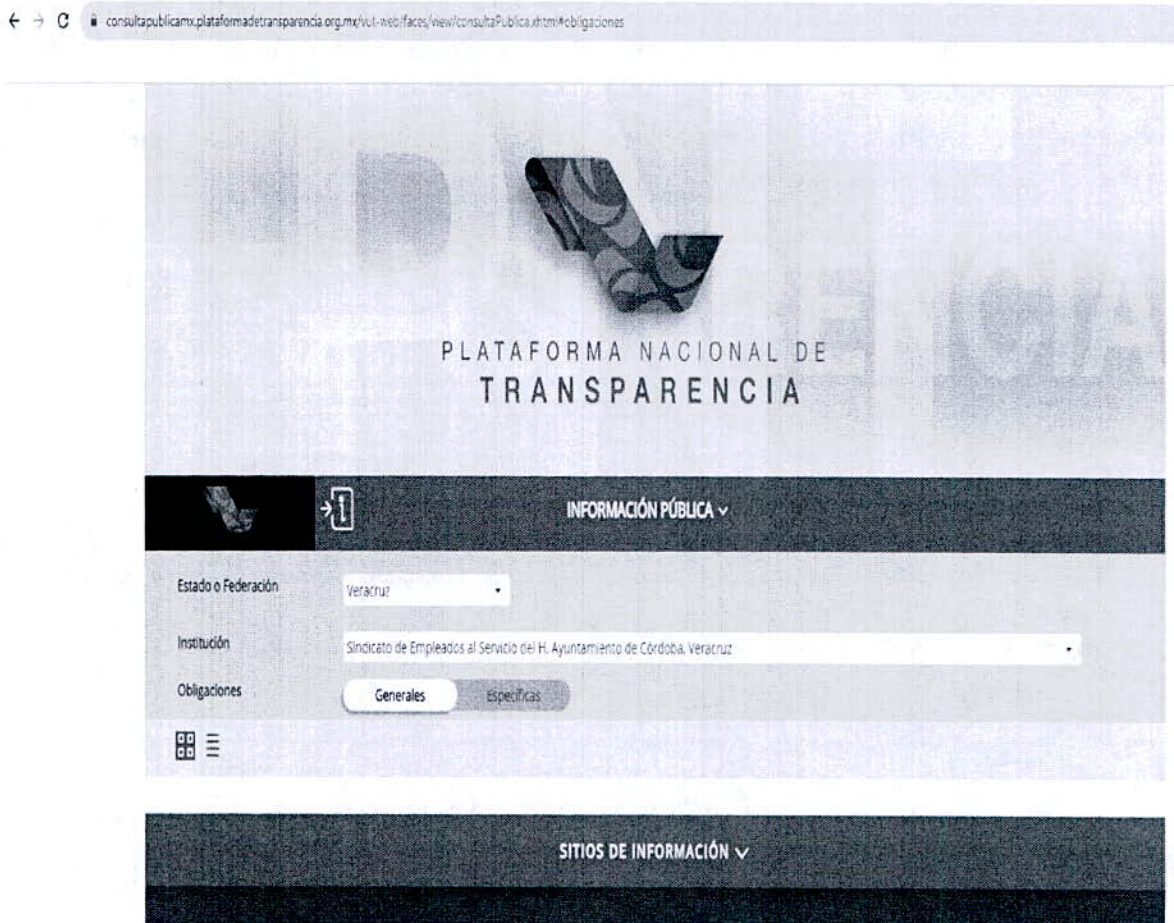 consultapublicamx.plataformadetransparencia.org.mx/vut-web/faces/view/consultaPublica.xhtml#obligaciones
PLATAFORMA NACIONAL DE
TRANSPARENCIA
INFORMACIÓN PÚBLICA
Estado o Federación
Veracruz
Institución
Sindicato de Empleados al Servicio del H. Ayuntamiento de Córdoba, Veracruz
Obligaciones
Generales Específicas
SITIOS DE INFORMACIÓN